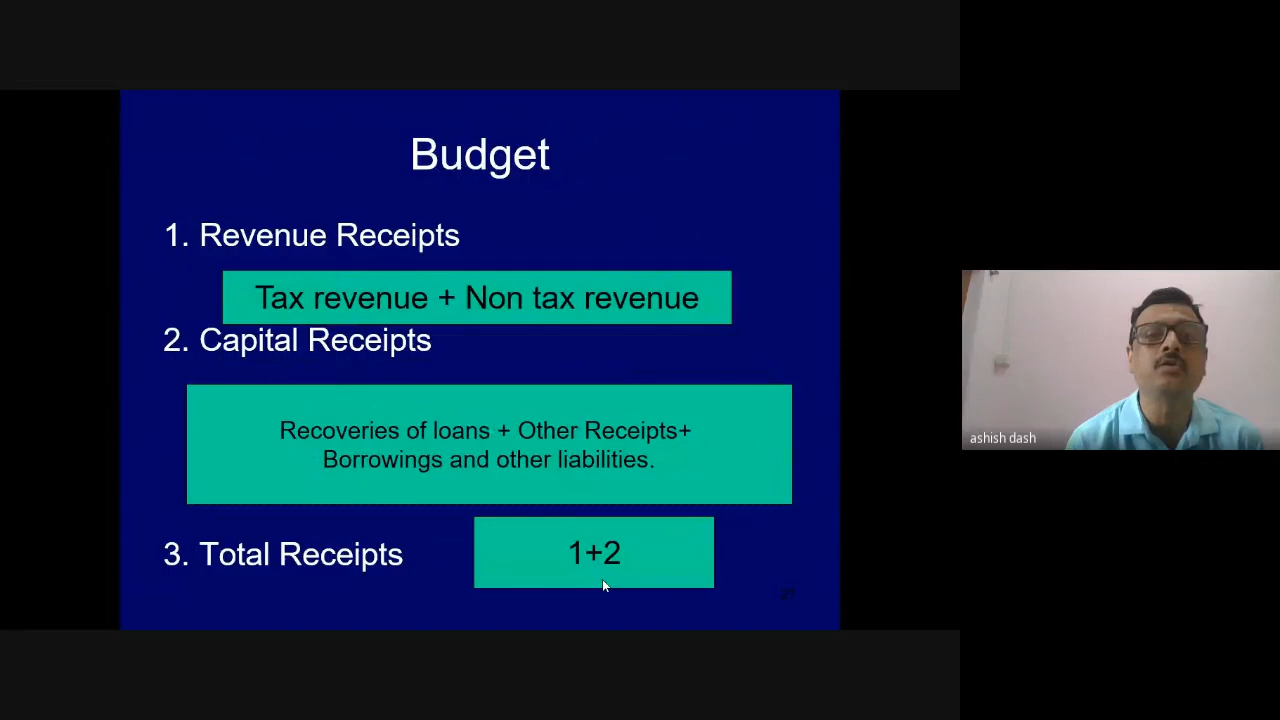 Budget
1. Revenue Receipts
Tax revenue + Non tax revenue
2. Capital Receipts
Recoveries of loans + Other Receipts+
Borrowings and other liabilities.
3. Total Receipts
1+2
27
ashish dash